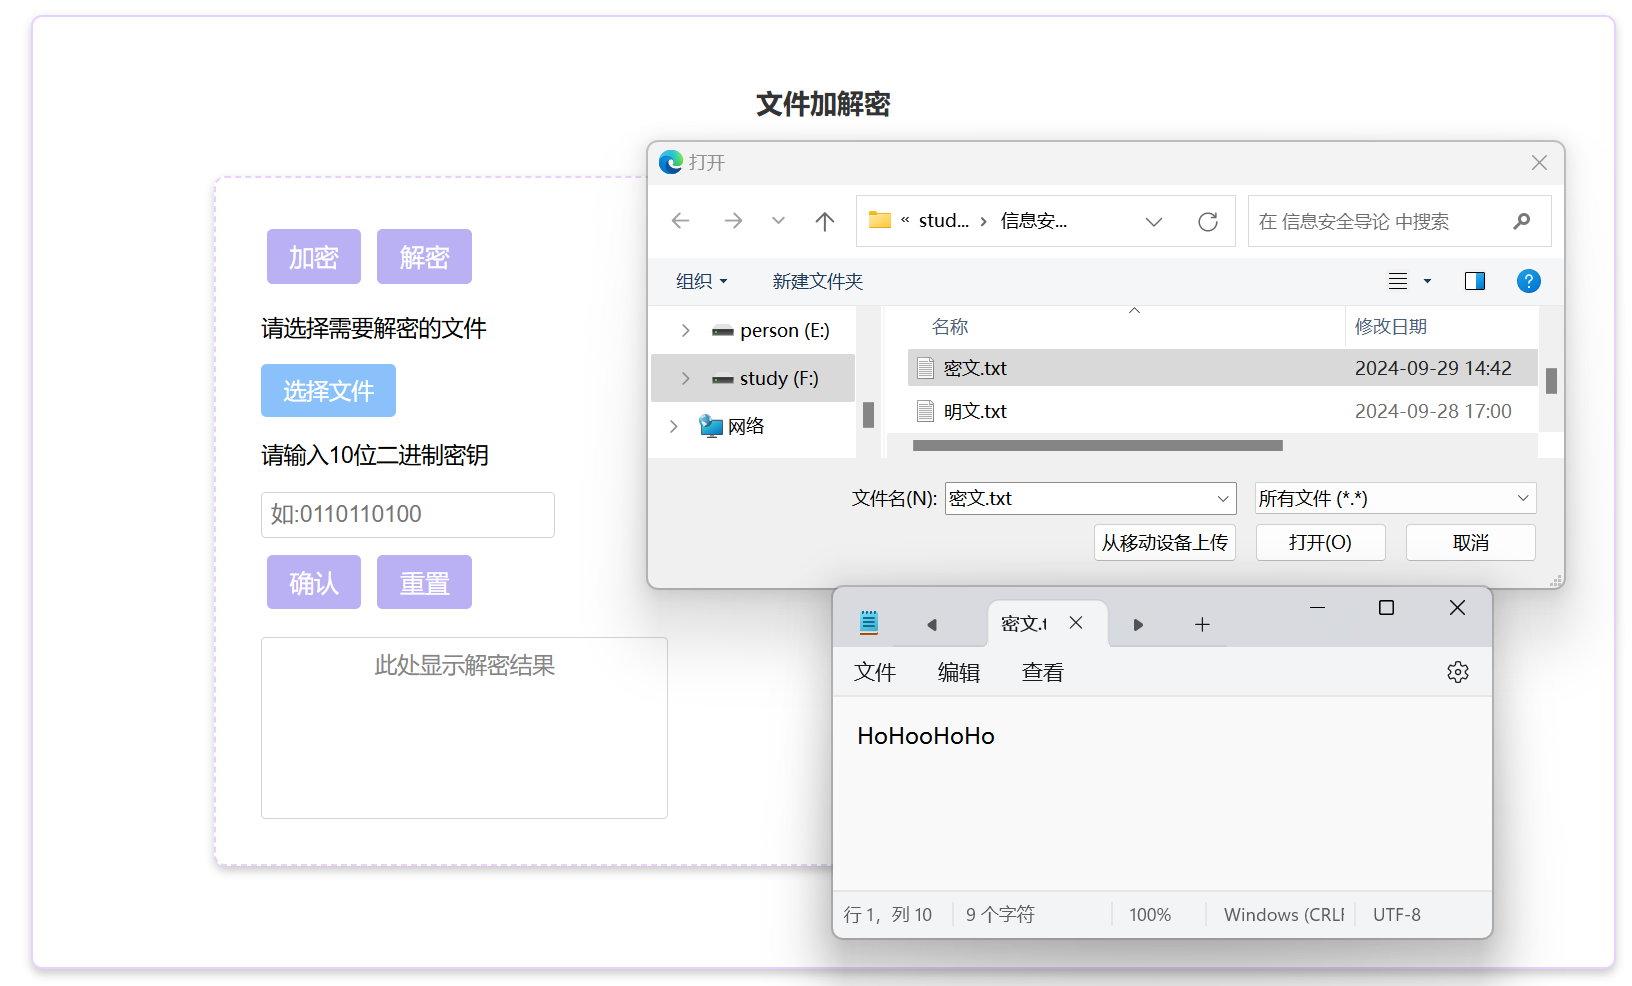 文件加解密
加密 解密
请选择需要解密的文件
选择文件
请输入10位二进制密钥
如:0110110100
确认 重置
此处显示解密结果
打开
« stud... › 信息安...
在 信息安全导论 中搜索
组织 新建文件夹
person (E:)
study (F:)
网络
名称 修改日期
密文.txt 2024-09-29 14:42
明文.txt 2024-09-28 17:00
文件名(N): 密文.txt 所有文件 (*.*)
从移动设备上传 打开(O) 取消
密文.t
文件 编辑 查看
HoHooHoHo
行 1，列 10 9 个字符 100% Windows (CRLF UTF-8